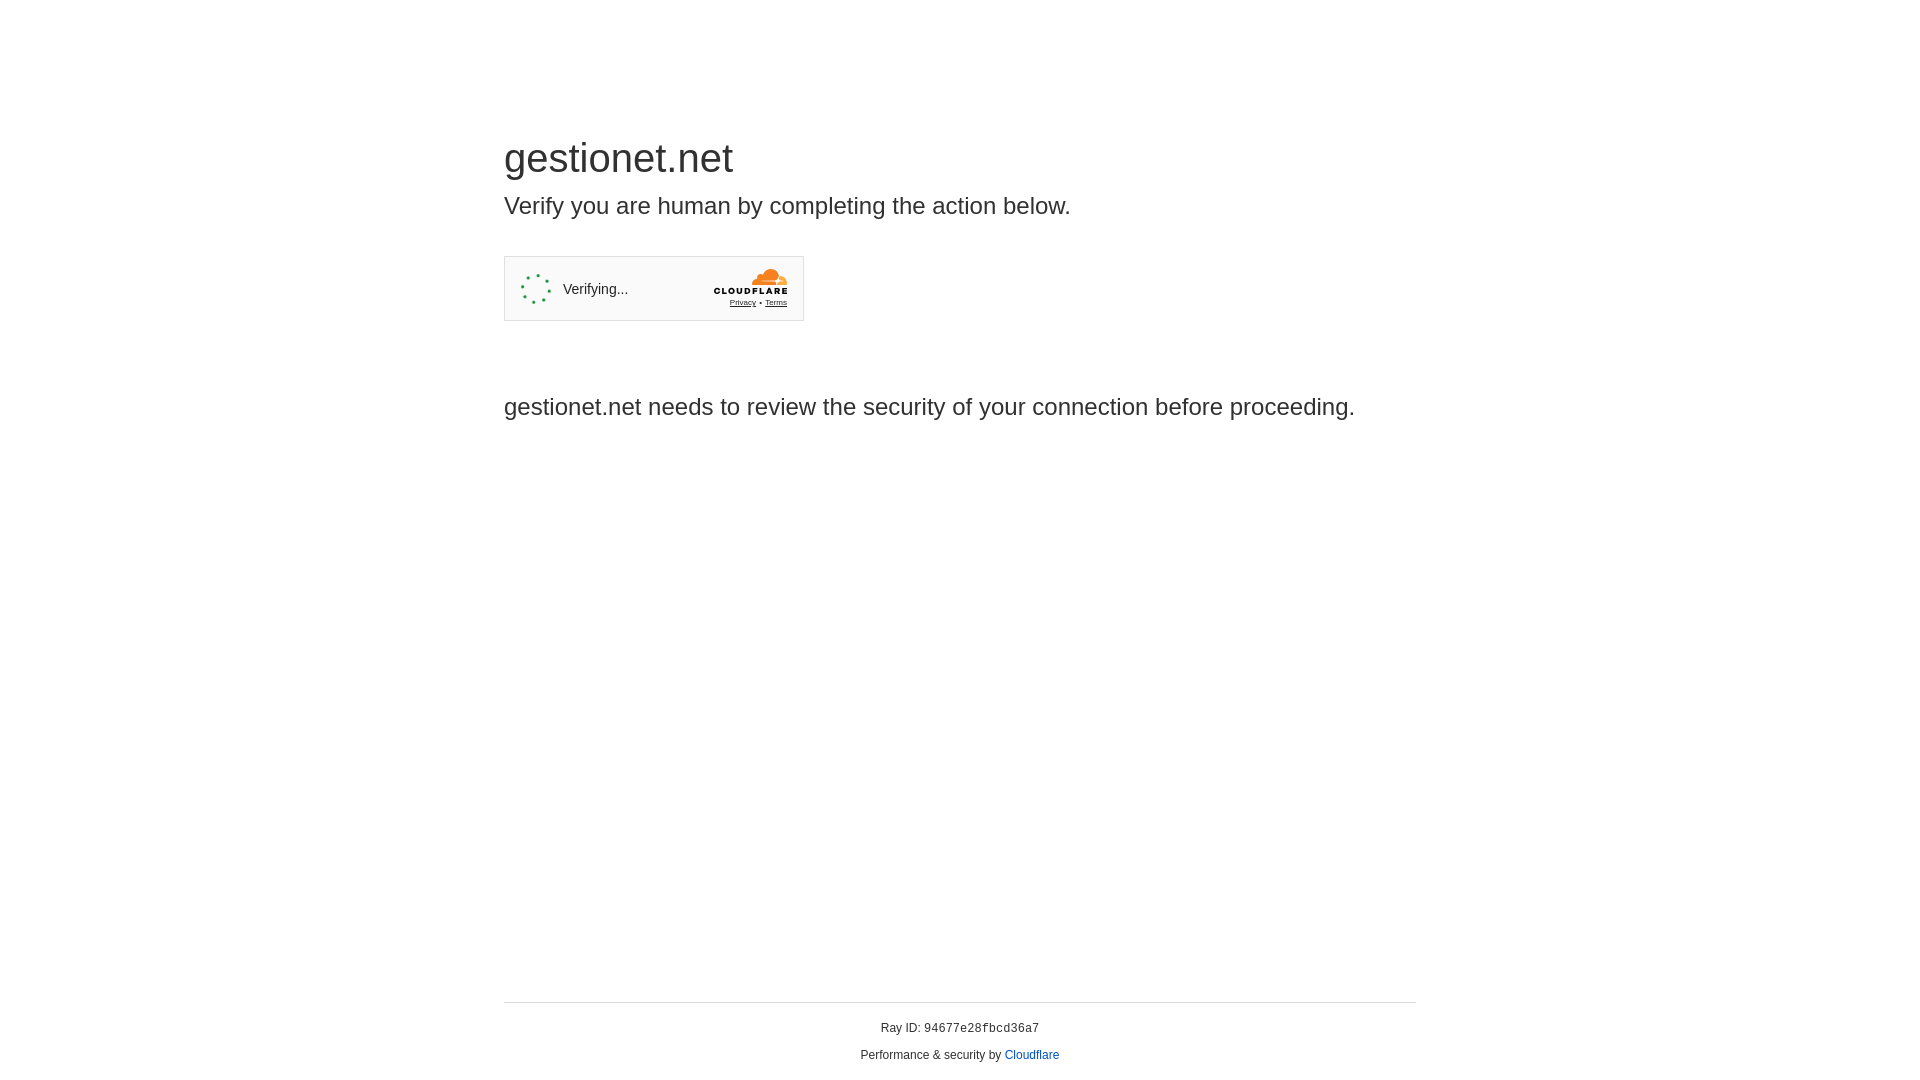 gestionet.net
Verify you are human by completing the action below.
Verifying...
CLOUDFLARE
Privacy • Terms
gestionet.net needs to review the security of your connection before proceeding.
Ray ID: 94677e28fbcd36a7
Performance & security by Cloudflare